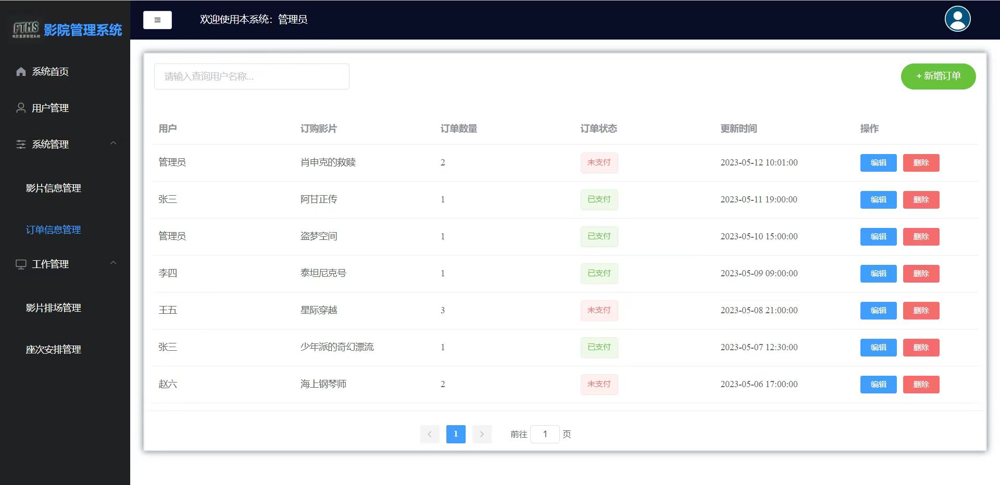 FTMS
电影售票管理系统
影院管理系统
欢迎使用本系统：管理员
系统首页
用户管理
系统管理
影片信息管理
订单信息管理
工作管理
影片排场管理
座次安排管理
请输入查询用户名称...
+ 新增订单
用户 订购影片 订单数量 订单状态 更新时间 操作
管理员 肖申克的救赎 2 未支付 2023-05-12 10:01:00 编辑 删除
张三 阿甘正传 1 已支付 2023-05-11 19:00:00 编辑 删除
管理员 盗梦空间 1 已支付 2023-05-10 15:00:00 编辑 删除
李四 泰坦尼克号 1 已支付 2023-05-09 09:00:00 编辑 删除
王五 星际穿越 3 未支付 2023-05-08 21:00:00 编辑 删除
张三 少年派的奇幻漂流 1 已支付 2023-05-07 12:30:00 编辑 删除
赵六 海上钢琴师 2 未支付 2023-05-06 17:00:00 编辑 删除
1 前往 1 页